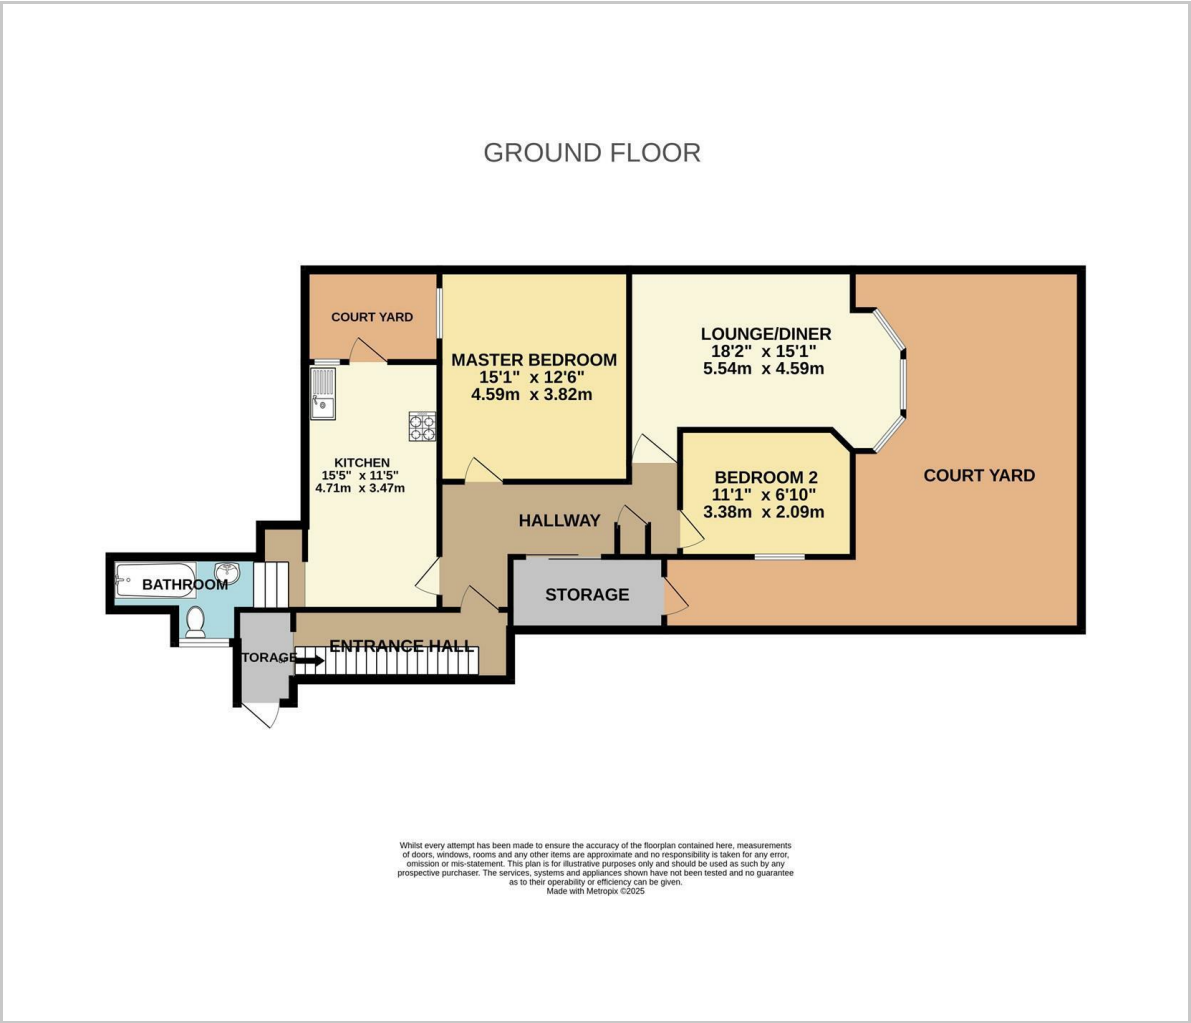 GROUND FLOOR
COURT YARD
MASTER BEDROOM
15'1" x 12'6"
4.59m x 3.82m
LOUNGE/DINER
18'2" x 15'1"
5.54m x 4.59m
KITCHEN
15'5" x 11'5"
4.71m x 3.47m
BEDROOM 2
11'1" x 6'10"
3.38m x 2.09m
COURT YARD
HALLWAY
BATHROOM
STORAGE
ENTRANCE HALL
TORAGE
Whilst every attempt has been made to ensure the accuracy of the floorplan contained here, measurements
of doors, windows, rooms and any other items are approximate and no responsibility is taken for any error,
omission or mis-statement. This plan is for illustrative purposes only and should be used as such by any
prospective purchaser. The services, systems and appliances shown have not been tested and no guarantee
as to their operability or efficiency can be given.
Made with Metropix ©2025